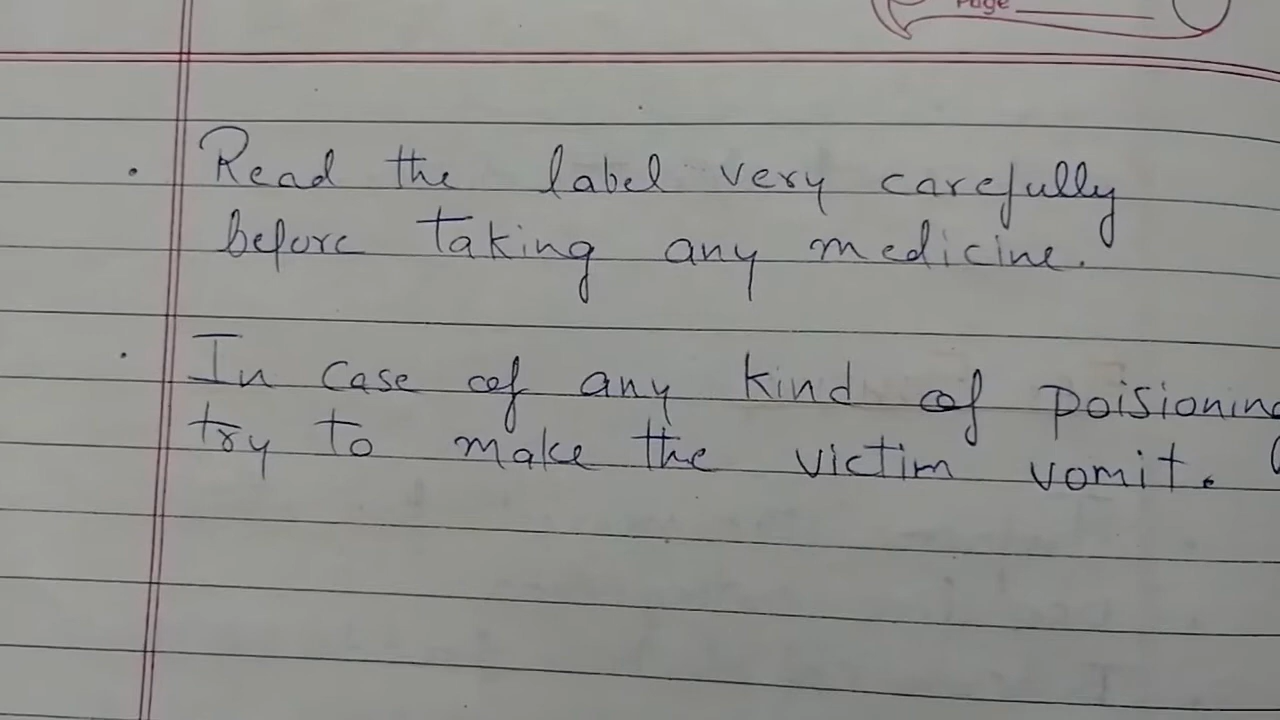 Page
. Read the label very carefully
before taking any medicine.
. In case of any kind of poisioning
try to make the victim vomit.